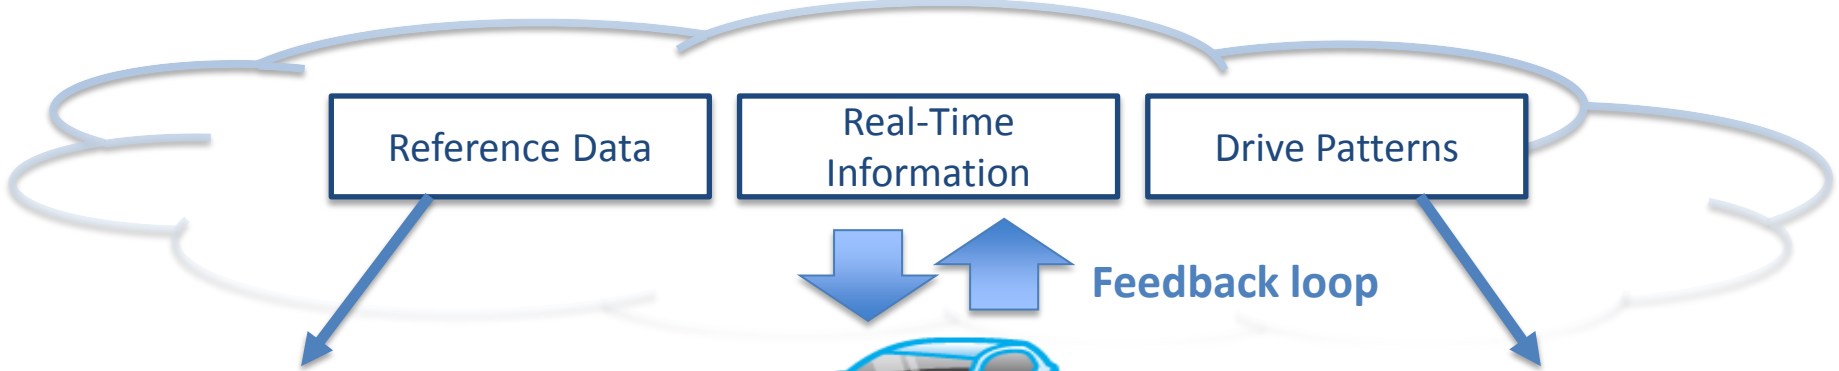 Reference Data
Real-Time
Information
Drive Patterns
Feedback loop